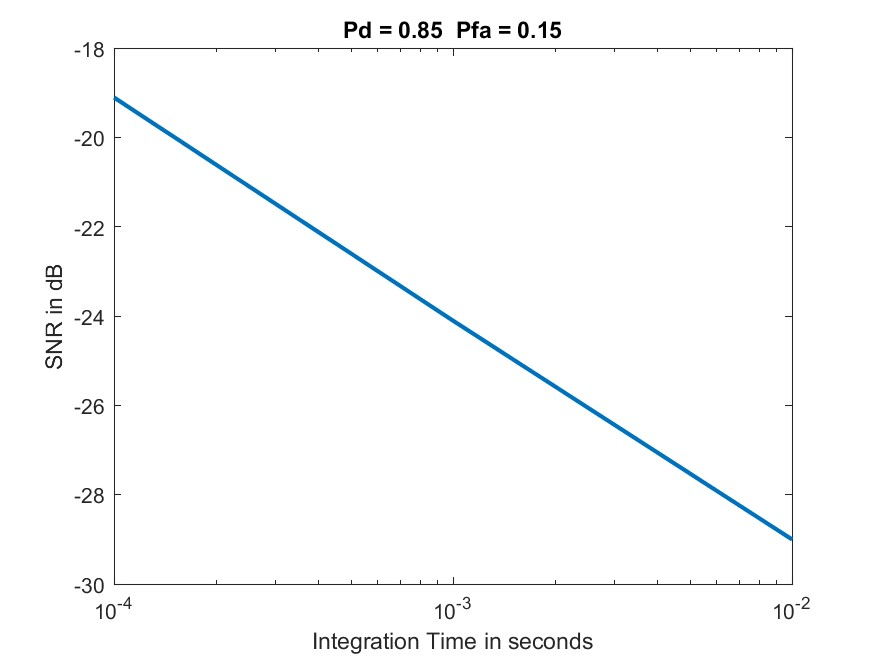 Pd = 0.85  Pfa = 0.15
-18
-20
-22
-24
-26
-28
-30
SNR in dB
10^-4 10^-3 10^-2
Integration Time in seconds